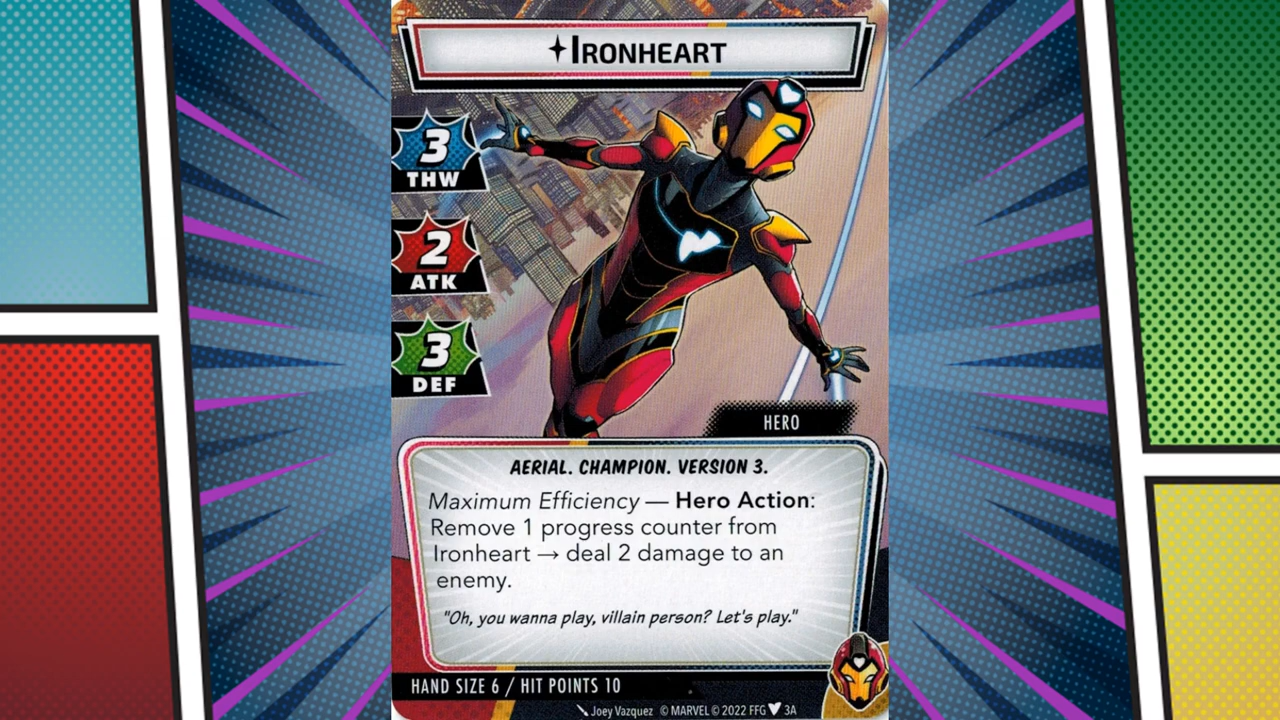 IRONHEART
3
THW
2
ATK
3
DEF
HERO
AERIAL. CHAMPION. VERSION 3.
Maximum Efficiency — Hero Action:
Remove 1 progress counter from
Ironheart → deal 2 damage to an
enemy.
"Oh, you wanna play, villain person? Let's play."
HAND SIZE 6 / HIT POINTS 10
Joey Vazquez © MARVEL © 2022 FFG 3A